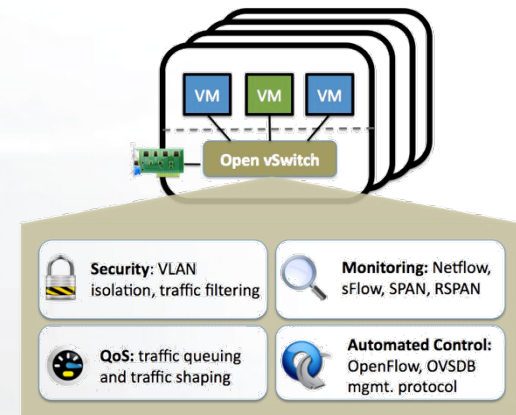 VM VM VM
Open vSwitch
Security: VLAN
isolation, traffic filtering
Monitoring: Netflow,
sFlow, SPAN, RSPAN
QoS: traffic queuing
and traffic shaping
Automated Control:
OpenFlow, OVSDB
mgmt. protocol